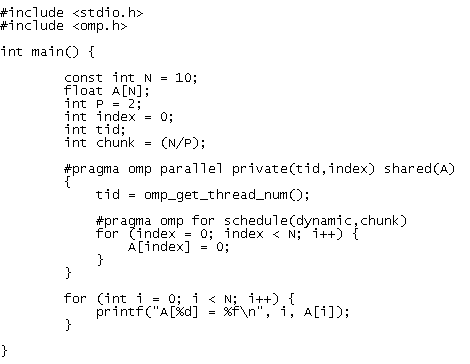 #include <stdio.h>
#include <omp.h>

int main() {

        const int N = 10;
        float A[N];
        int P = 2;
        int index = 0;
        int tid;
        int chunk = (N/P);

        #pragma omp parallel private(tid,index) shared(A)
        {
            tid = omp_get_thread_num();

            #pragma omp for schedule(dynamic,chunk)
            for (index = 0; index < N; i++) {
                A[index] = 0;
            }
        }

        for (int i = 0; i < N; i++) {
            printf("A[%d] = %f\n", i, A[i]);
        }

}